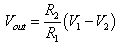 V_out = R_2/R_1 (V_1 − V_2)